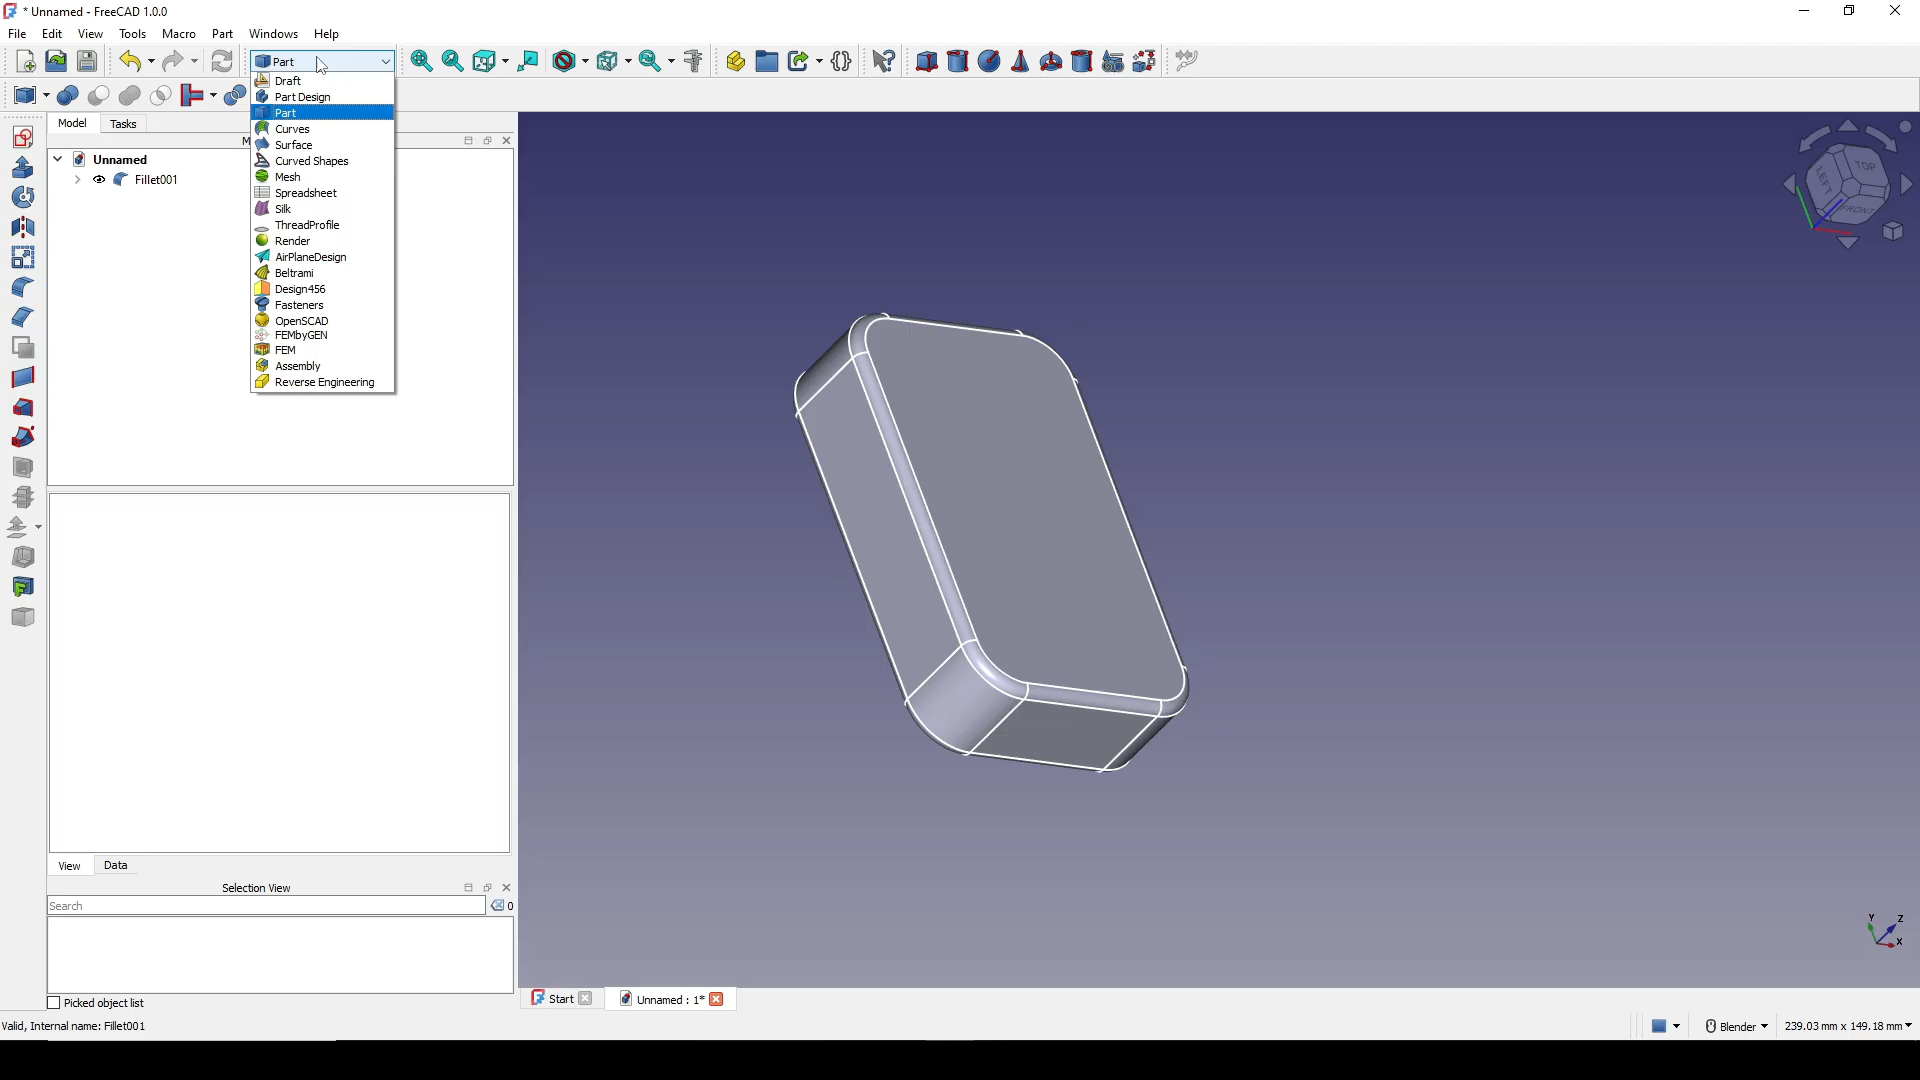 * Unnamed - FreeCAD 1.0.0
File Edit View Tools Macro Part Windows Help
Part
Draft
Part Design
Part
Curves
Surface
Curved Shapes
Mesh
Spreadsheet
Silk
ThreadProfile
Render
AirPlaneDesign
Beltrami
Design456
Fasteners
OpenSCAD
FEMbyGEN
FEM
Assembly
Reverse Engineering
Model Tasks
M
Unnamed
Fillet001
TOP
LEFT
FRONT
View Data
Selection View
Search
0
Picked object list
Y Z
X
Start Unnamed : 1*
Valid, Internal name: Fillet001
Blender 239.03 mm x 149.18 mm